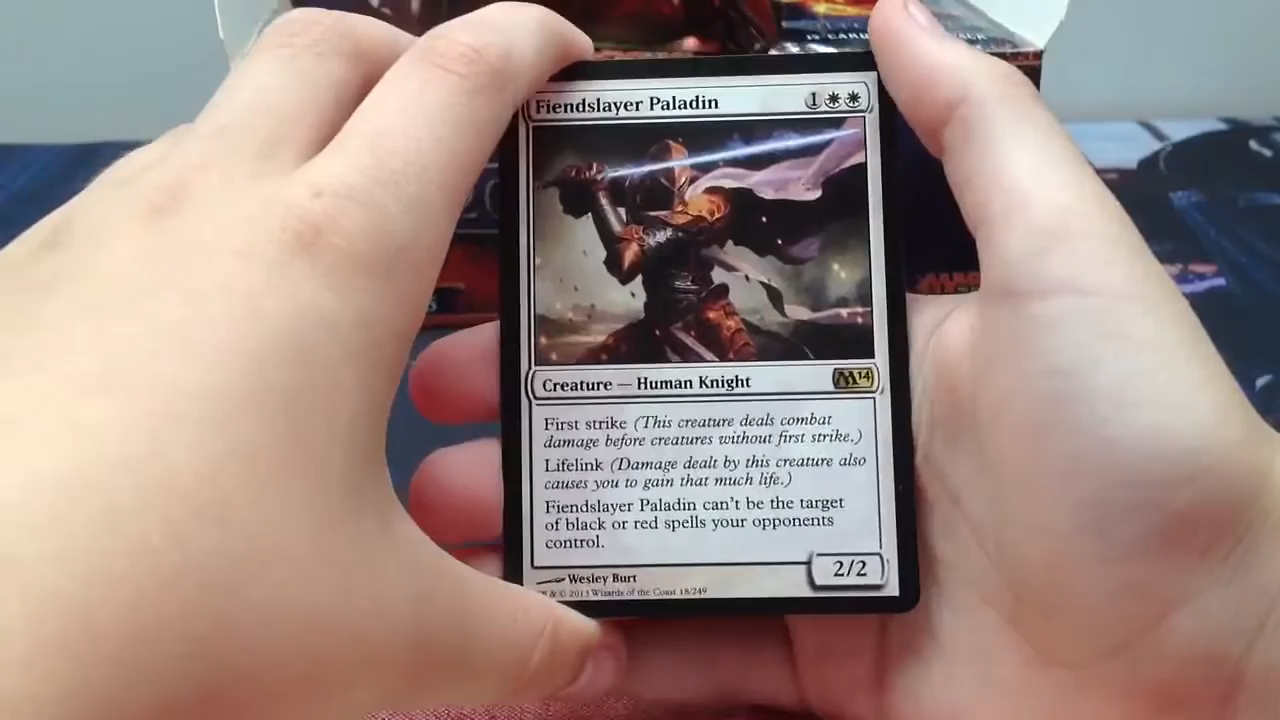 15 CARD
Fiendslayer Paladin 1
Creature — Human Knight M14
First strike (This creature deals combat
damage before creatures without first strike.)
Lifelink (Damage dealt by this creature also
causes you to gain that much life.)
Fiendslayer Paladin can't be the target
of black or red spells your opponents
control.
2/2
Wesley Burt
& © 2013 Wizards of the Coast 18/249